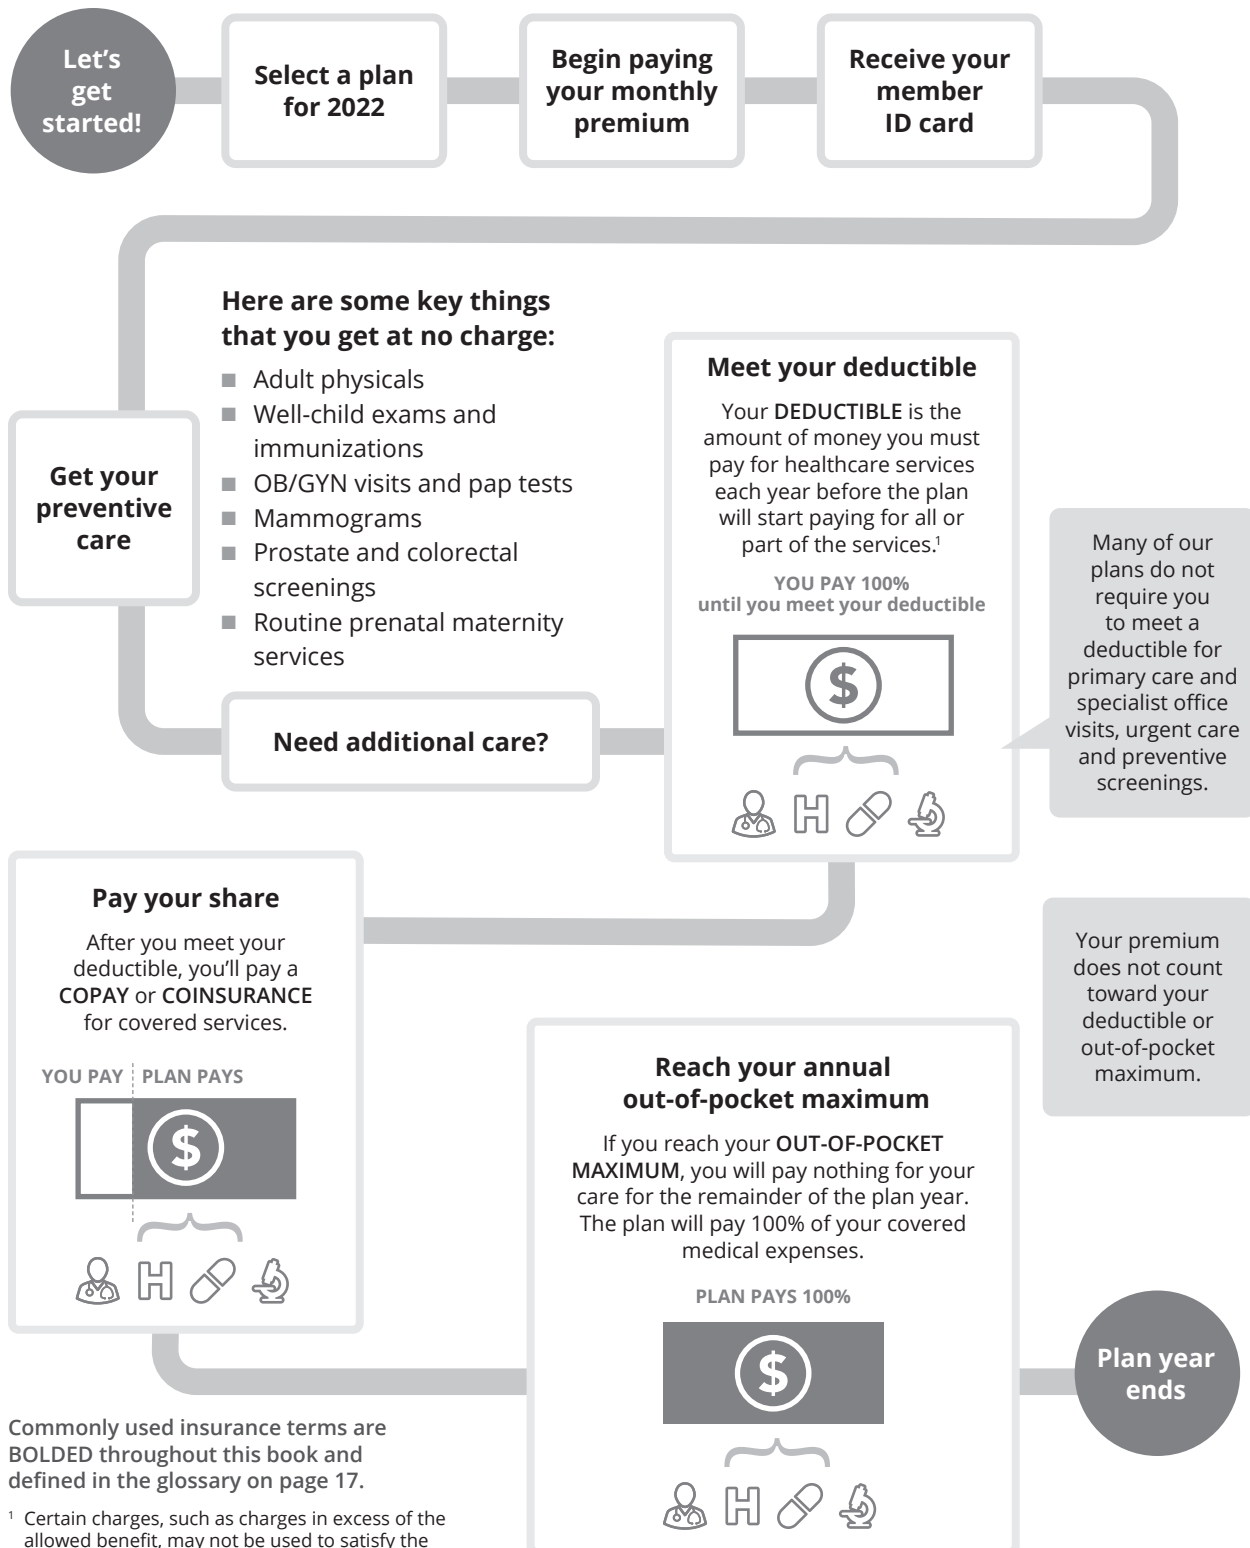 Let's
get
started!
Select a plan
for 2022
Begin paying
your monthly
premium
Receive your
member
ID card
Get your
preventive
care
Here are some key things
that you get at no charge:
■ Adult physicals
■ Well-child exams and
immunizations
■ OB/GYN visits and pap tests
■ Mammograms
■ Prostate and colorectal
screenings
■ Routine prenatal maternity
services
Need additional care?
Meet your deductible
Your DEDUCTIBLE is the
amount of money you must
pay for healthcare services
each year before the plan
will start paying for all or
part of the services.¹
YOU PAY 100%
until you meet your deductible
$
H
Many of our
plans do not
require you
to meet a
deductible for
primary care and
specialist office
visits, urgent care
and preventive
screenings.
Pay your share
After you meet your
deductible, you'll pay a
COPAY or COINSURANCE
for covered services.
YOU PAY PLAN PAYS
$
H
Your premium
does not count
toward your
deductible or
out-of-pocket
maximum.
Reach your annual
out-of-pocket maximum
If you reach your OUT-OF-POCKET
MAXIMUM, you will pay nothing for your
care for the remainder of the plan year.
The plan will pay 100% of your covered
medical expenses.
PLAN PAYS 100%
$
H
Plan year
ends
Commonly used insurance terms are
BOLDED throughout this book and
defined in the glossary on page 17.
¹ Certain charges, such as charges in excess of the
allowed benefit, may not be used to satisfy the